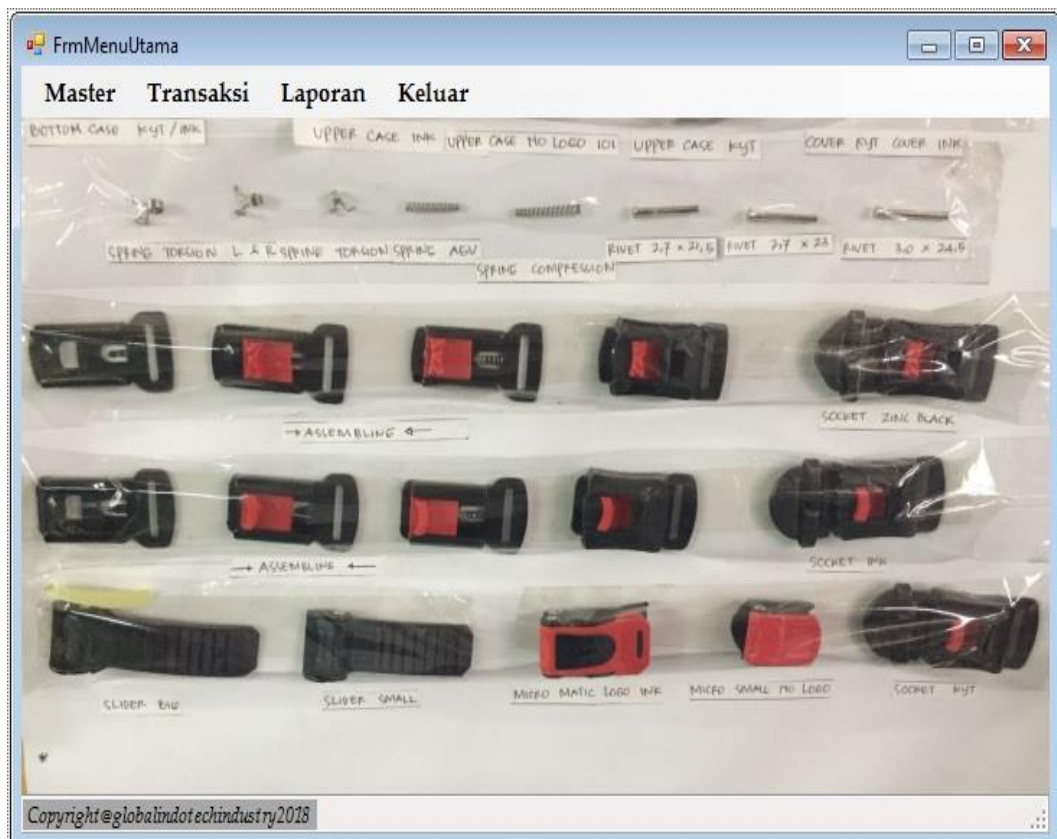 FrmMenuUtama
Master Transaksi Laporan Keluar
BOTTOM CASE KYT / INK
UPPER CASE INK
UPPER CASE NO LOGO 101
UPPER CASE KYT
COVER KYT COVER INK
SPRING TORSION L & R
SPRING TORSION
SPRING AGV
SPRING COMPRESSION
RIVET 2,7 x 21,5
RIVET 2,7 x 23
RIVET 3.0 x 24,5
→ ASSEMBLING ←
SOCKET ZINC BLACK
→ ASSEMBLING ←
SOCKET INK
SLIDER BIG
SLIDER SMALL
MICRO MATIC LOGO INK
MICRO SMALL NO LOGO
SOCKET KYT
Copyright@globalindotechindustry2018